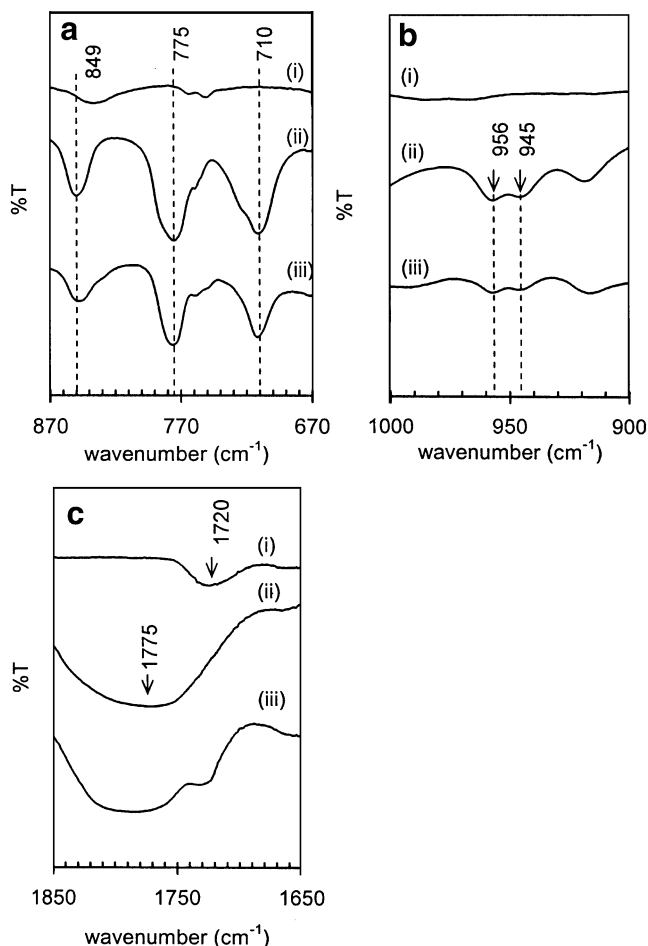 a
849
775
710
(i)
(ii)
(iii)
%T
870
770
670
wavenumber (cm⁻¹)
b
(i)
(ii)
956
945
(iii)
%T
1000
950
900
wavenumber (cm⁻¹)
c
1720
(i)
(ii)
1775
(iii)
%T
1850
1750
1650
wavenumber (cm⁻¹)